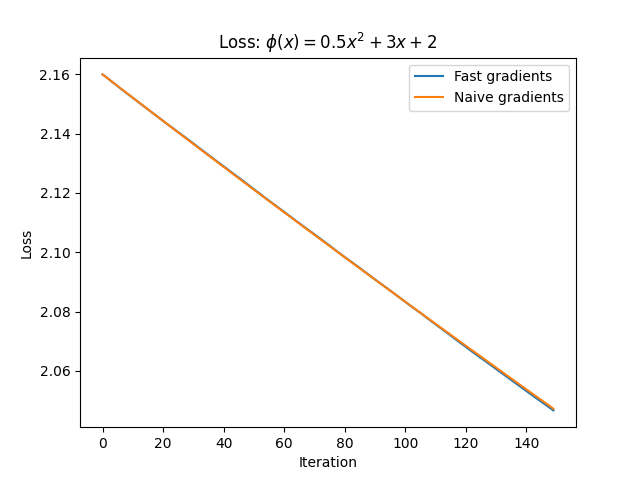 Loss: ϕ(x) = 0.5x² + 3x + 2
Fast gradients
Naive gradients
2.16
2.14
2.12
2.10
2.08
2.06
Loss
0 20 40 60 80 100 120 140
Iteration